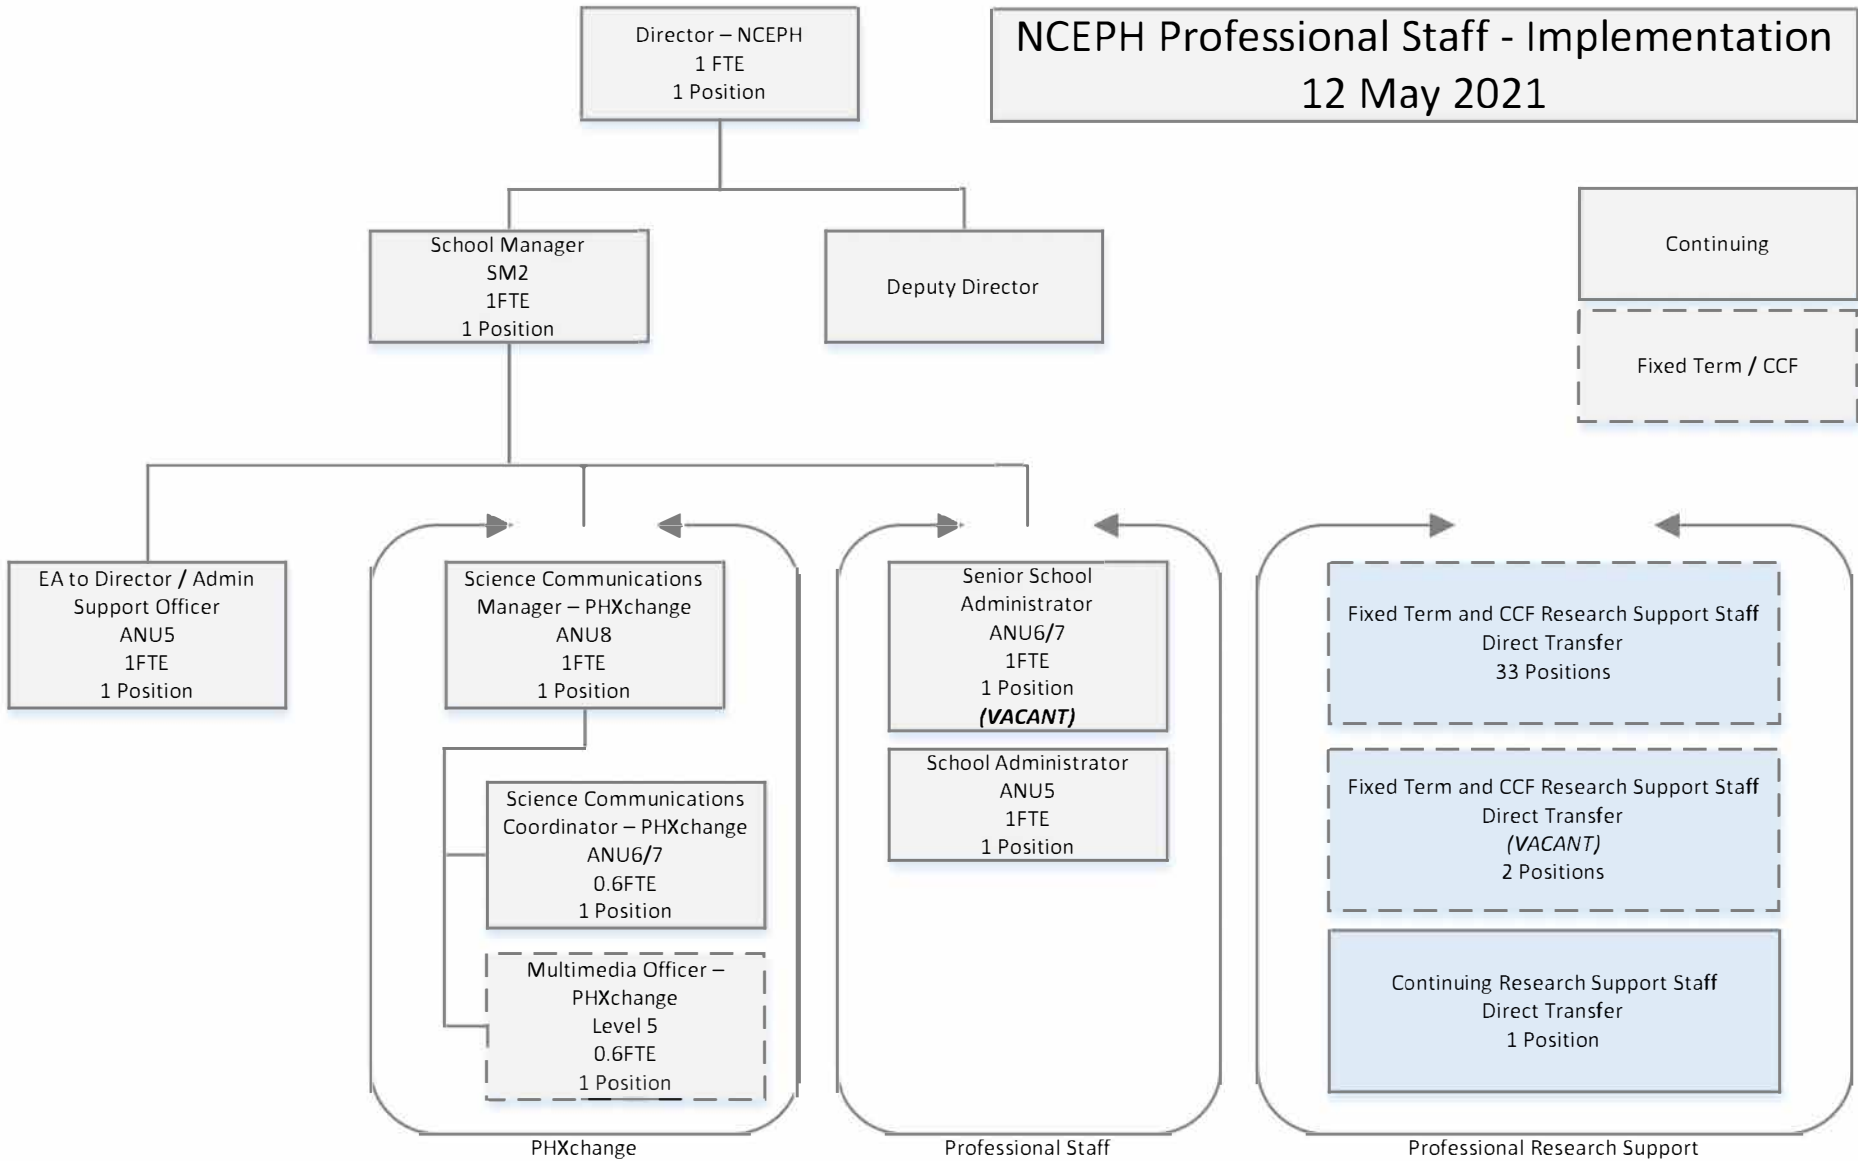 Director – NCEPH
1 FTE
1 Position
NCEPH Professional Staff - Implementation
12 May 2021
School Manager
SM2
1FTE
1 Position
Deputy Director
Continuing
Fixed Term / CCF
EA to Director / Admin
Support Officer
ANU5
1FTE
1 Position
Science Communications
Manager – PHXchange
ANU8
1FTE
1 Position
Science Communications
Coordinator – PHXchange
ANU6/7
0.6FTE
1 Position
Multimedia Officer –
PHXchange
Level 5
0.6FTE
1 Position
PHXchange
Senior School
Administrator
ANU6/7
1FTE
1 Position
(VACANT)
School Administrator
ANU5
1FTE
1 Position
Professional Staff
Fixed Term and CCF Research Support Staff
Direct Transfer
33 Positions
Fixed Term and CCF Research Support Staff
Direct Transfer
(VACANT)
2 Positions
Continuing Research Support Staff
Direct Transfer
1 Position
Professional Research Support